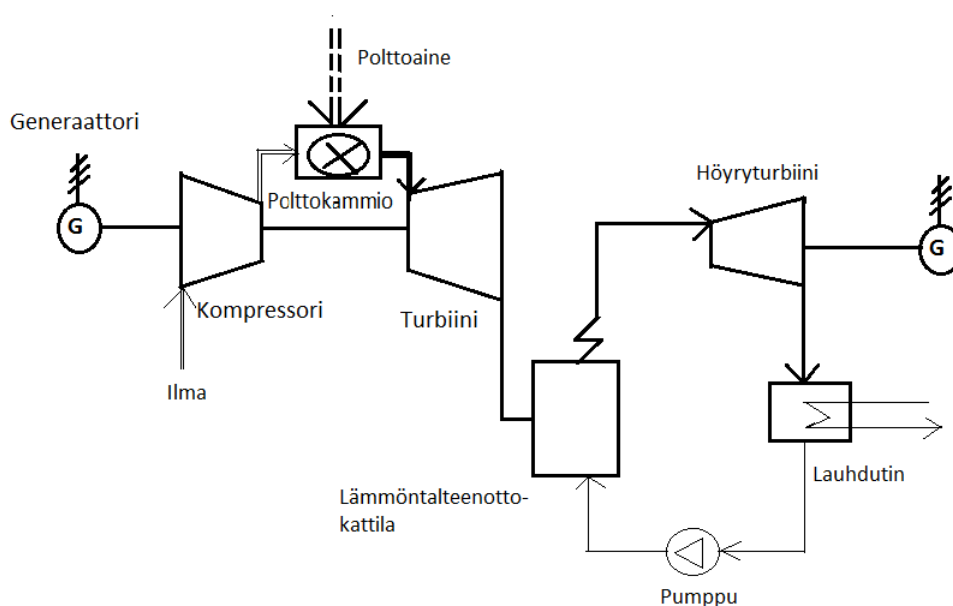 Polttoaine
Generaattori
Höyryturbiini
Polttokammio
G
G
Kompressori
Turbiini
Ilma
Lauhdutin
Lämmöntalteenotto-
kattila
Pumppu